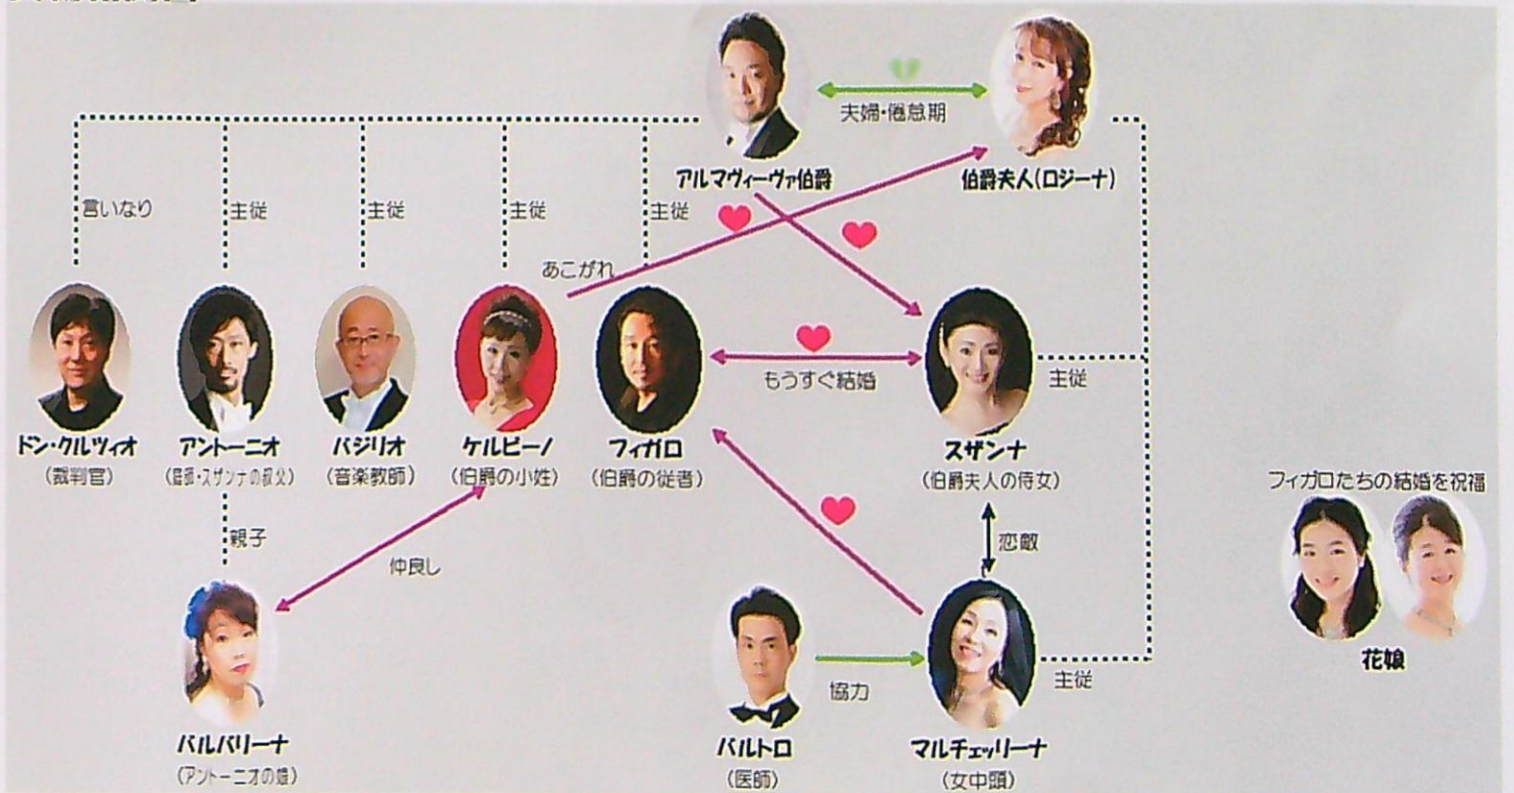 夫婦・倦怠期
アルマヴィーヴァ伯爵
伯爵夫人(ロジーナ)
言いなり
主従
主従
主従
主従
あこがれ
もうすぐ結婚
主従
ドン・クルツィオ
(裁判官)
アントーニオ
(庭師・スザンナの叔父)
バジリオ
(音楽教師)
ケルビーノ
(伯爵の小姓)
フィガロ
(伯爵の従者)
スザンナ
(伯爵夫人の侍女)
フィガロたちの結婚を祝福
花娘
親子
仲良し
恋敵
協力
主従
バルバリーナ
(アントーニオの娘)
バルトロ
(医師)
マルチェッリーナ
(女中頭)